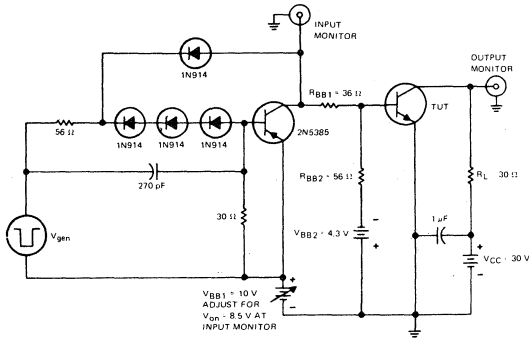 INPUT
MONITOR
OUTPUT
MONITOR
1N914
RBB1 = 36 Ω
TUT
56 Ω
1N914
1N914
1N914
2N5385
270 pF
RBB2 = 56 Ω
RL 30 Ω
30 Ω
1 µF
Vgen
VBB2 = 4.3 V
-
+
+
-
VCC - 30 V
VBB1 = 10 V
ADJUST FOR
Von - 8.5 V AT
INPUT MONITOR
+
-